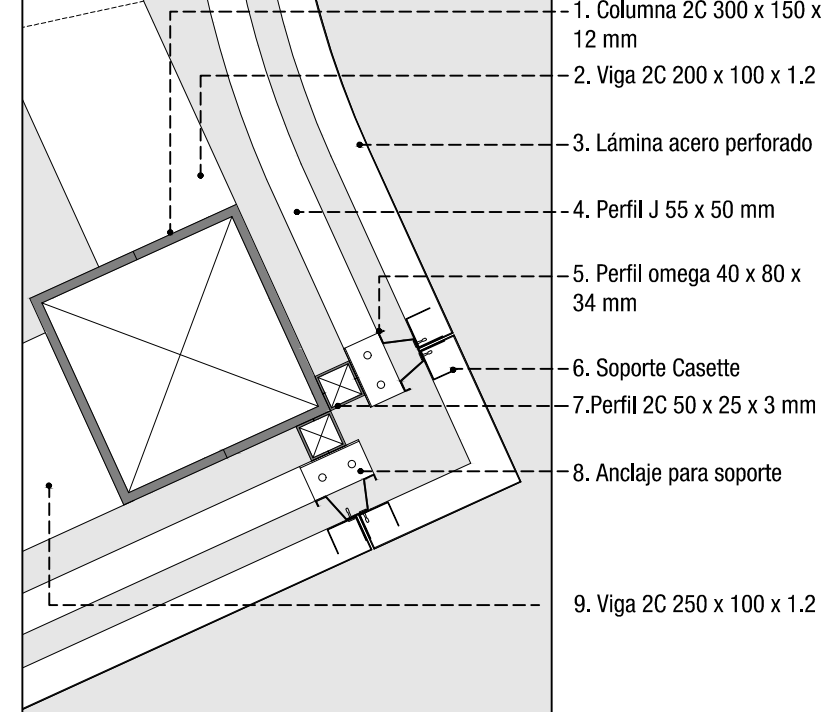 1. Columna 2C 300 x 150 x
12 mm
2. Viga 2C 200 x 100 x 1.2
3. Lámina acero perforado
4. Perfil J 55 x 50 mm
5. Perfil omega 40 x 80 x
34 mm
6. Soporte Casette
7.Perfil 2C 50 x 25 x 3 mm
8. Anclaje para soporte
9. Viga 2C 250 x 100 x 1.2